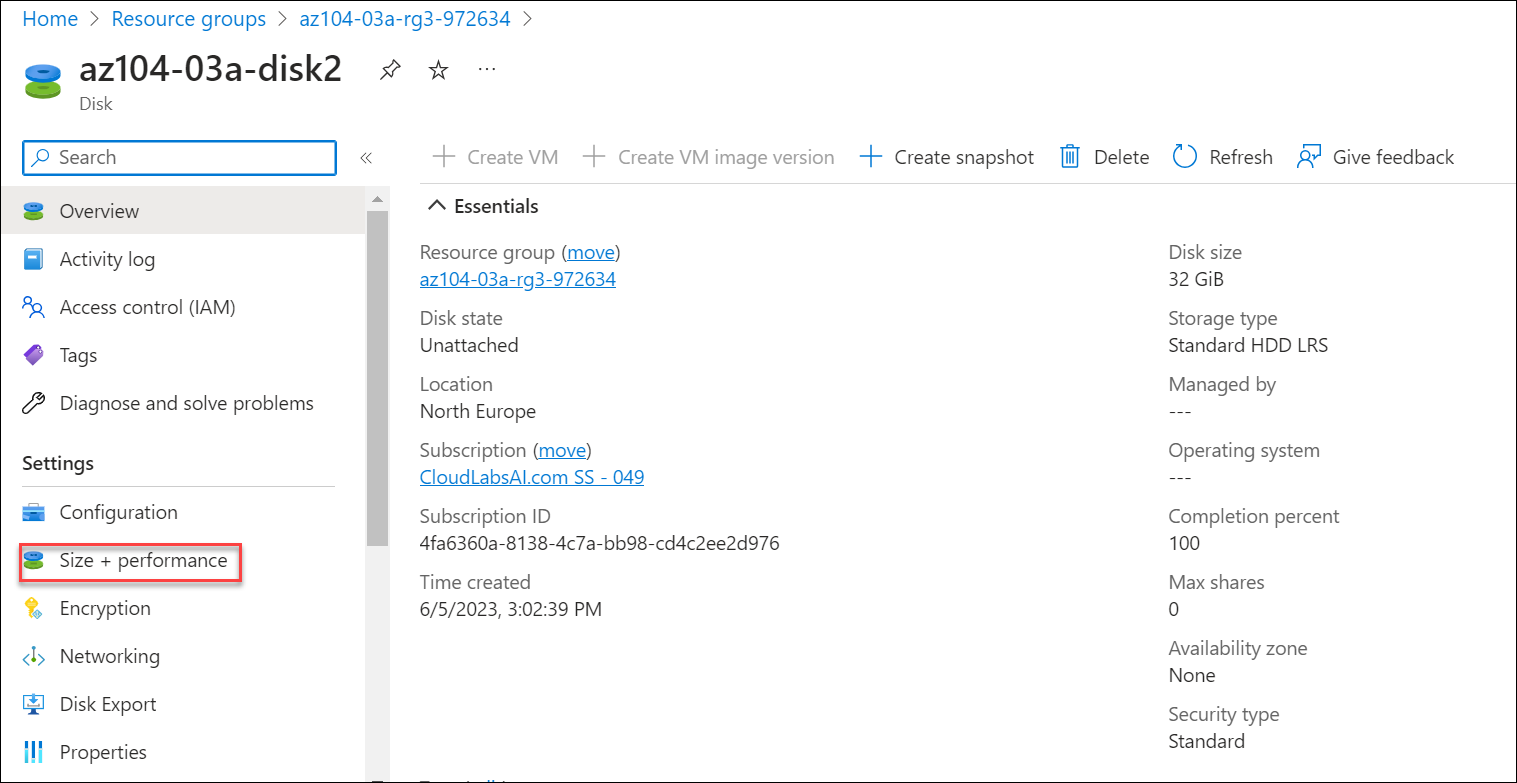 Home > Resource groups > az104-03a-rg3-972634 >
az104-03a-disk2
Disk
Search
Create VM
Create VM image version
Create snapshot
Delete
Refresh
Give feedback
Overview
Activity log
Access control (IAM)
Tags
Diagnose and solve problems
Settings
Configuration
Size + performance
Encryption
Networking
Disk Export
Properties
Essentials
Resource group (move)
az104-03a-rg3-972634
Disk state
Unattached
Location
North Europe
Subscription (move)
CloudLabsAI.com SS - 049
Subscription ID
4fa6360a-8138-4c7a-bb98-cd4c2ee2d976
Time created
6/5/2023, 3:02:39 PM
Disk size
32 GiB
Storage type
Standard HDD LRS
Managed by
---
Operating system
---
Completion percent
100
Max shares
0
Availability zone
None
Security type
Standard